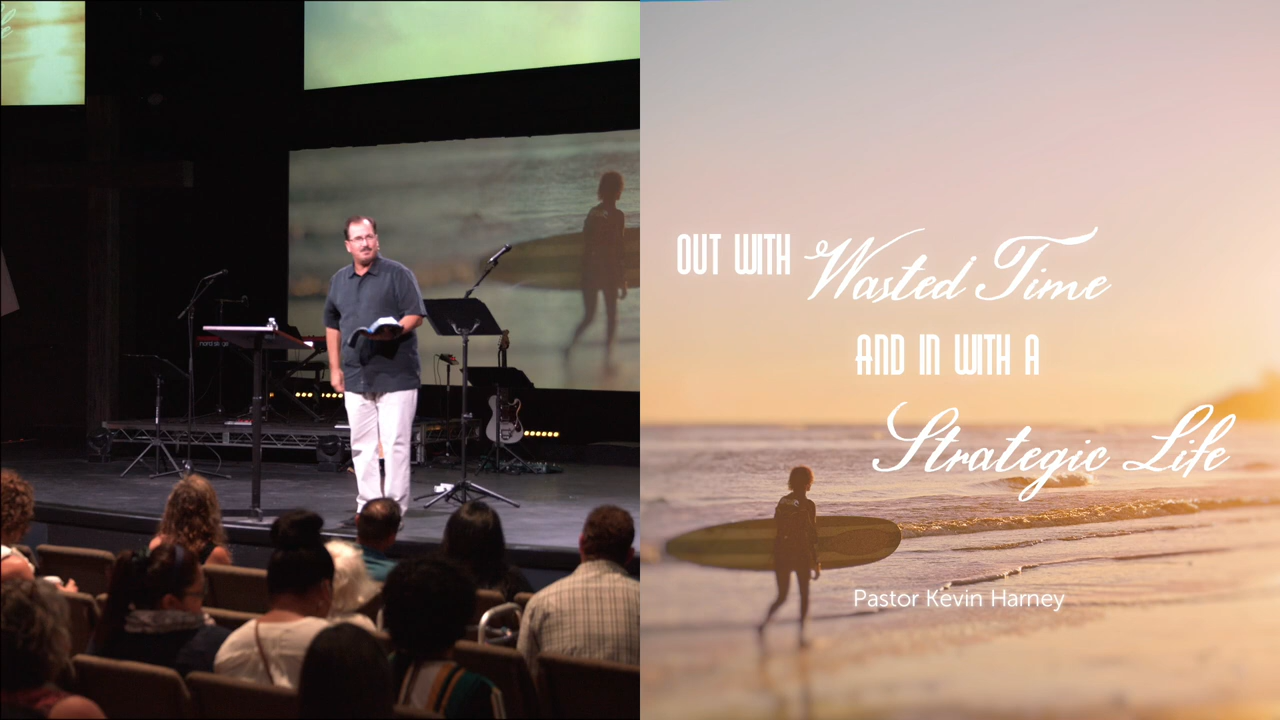 OUT WITH Wasted Time
AND IN WITH A
Strategic Life
Pastor Kevin Harney